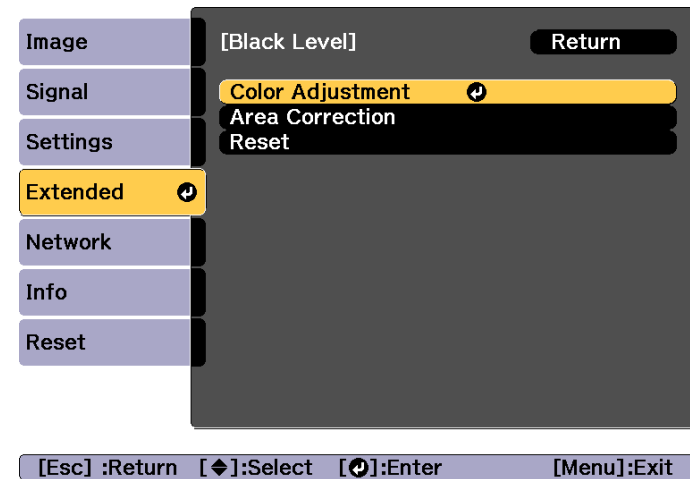 Image
Signal
Settings
Extended
Network
Info
Reset
[Black Level] Return
Color Adjustment
Area Correction
Reset
[Esc] :Return [◆]:Select [↵]:Enter [Menu]:Exit